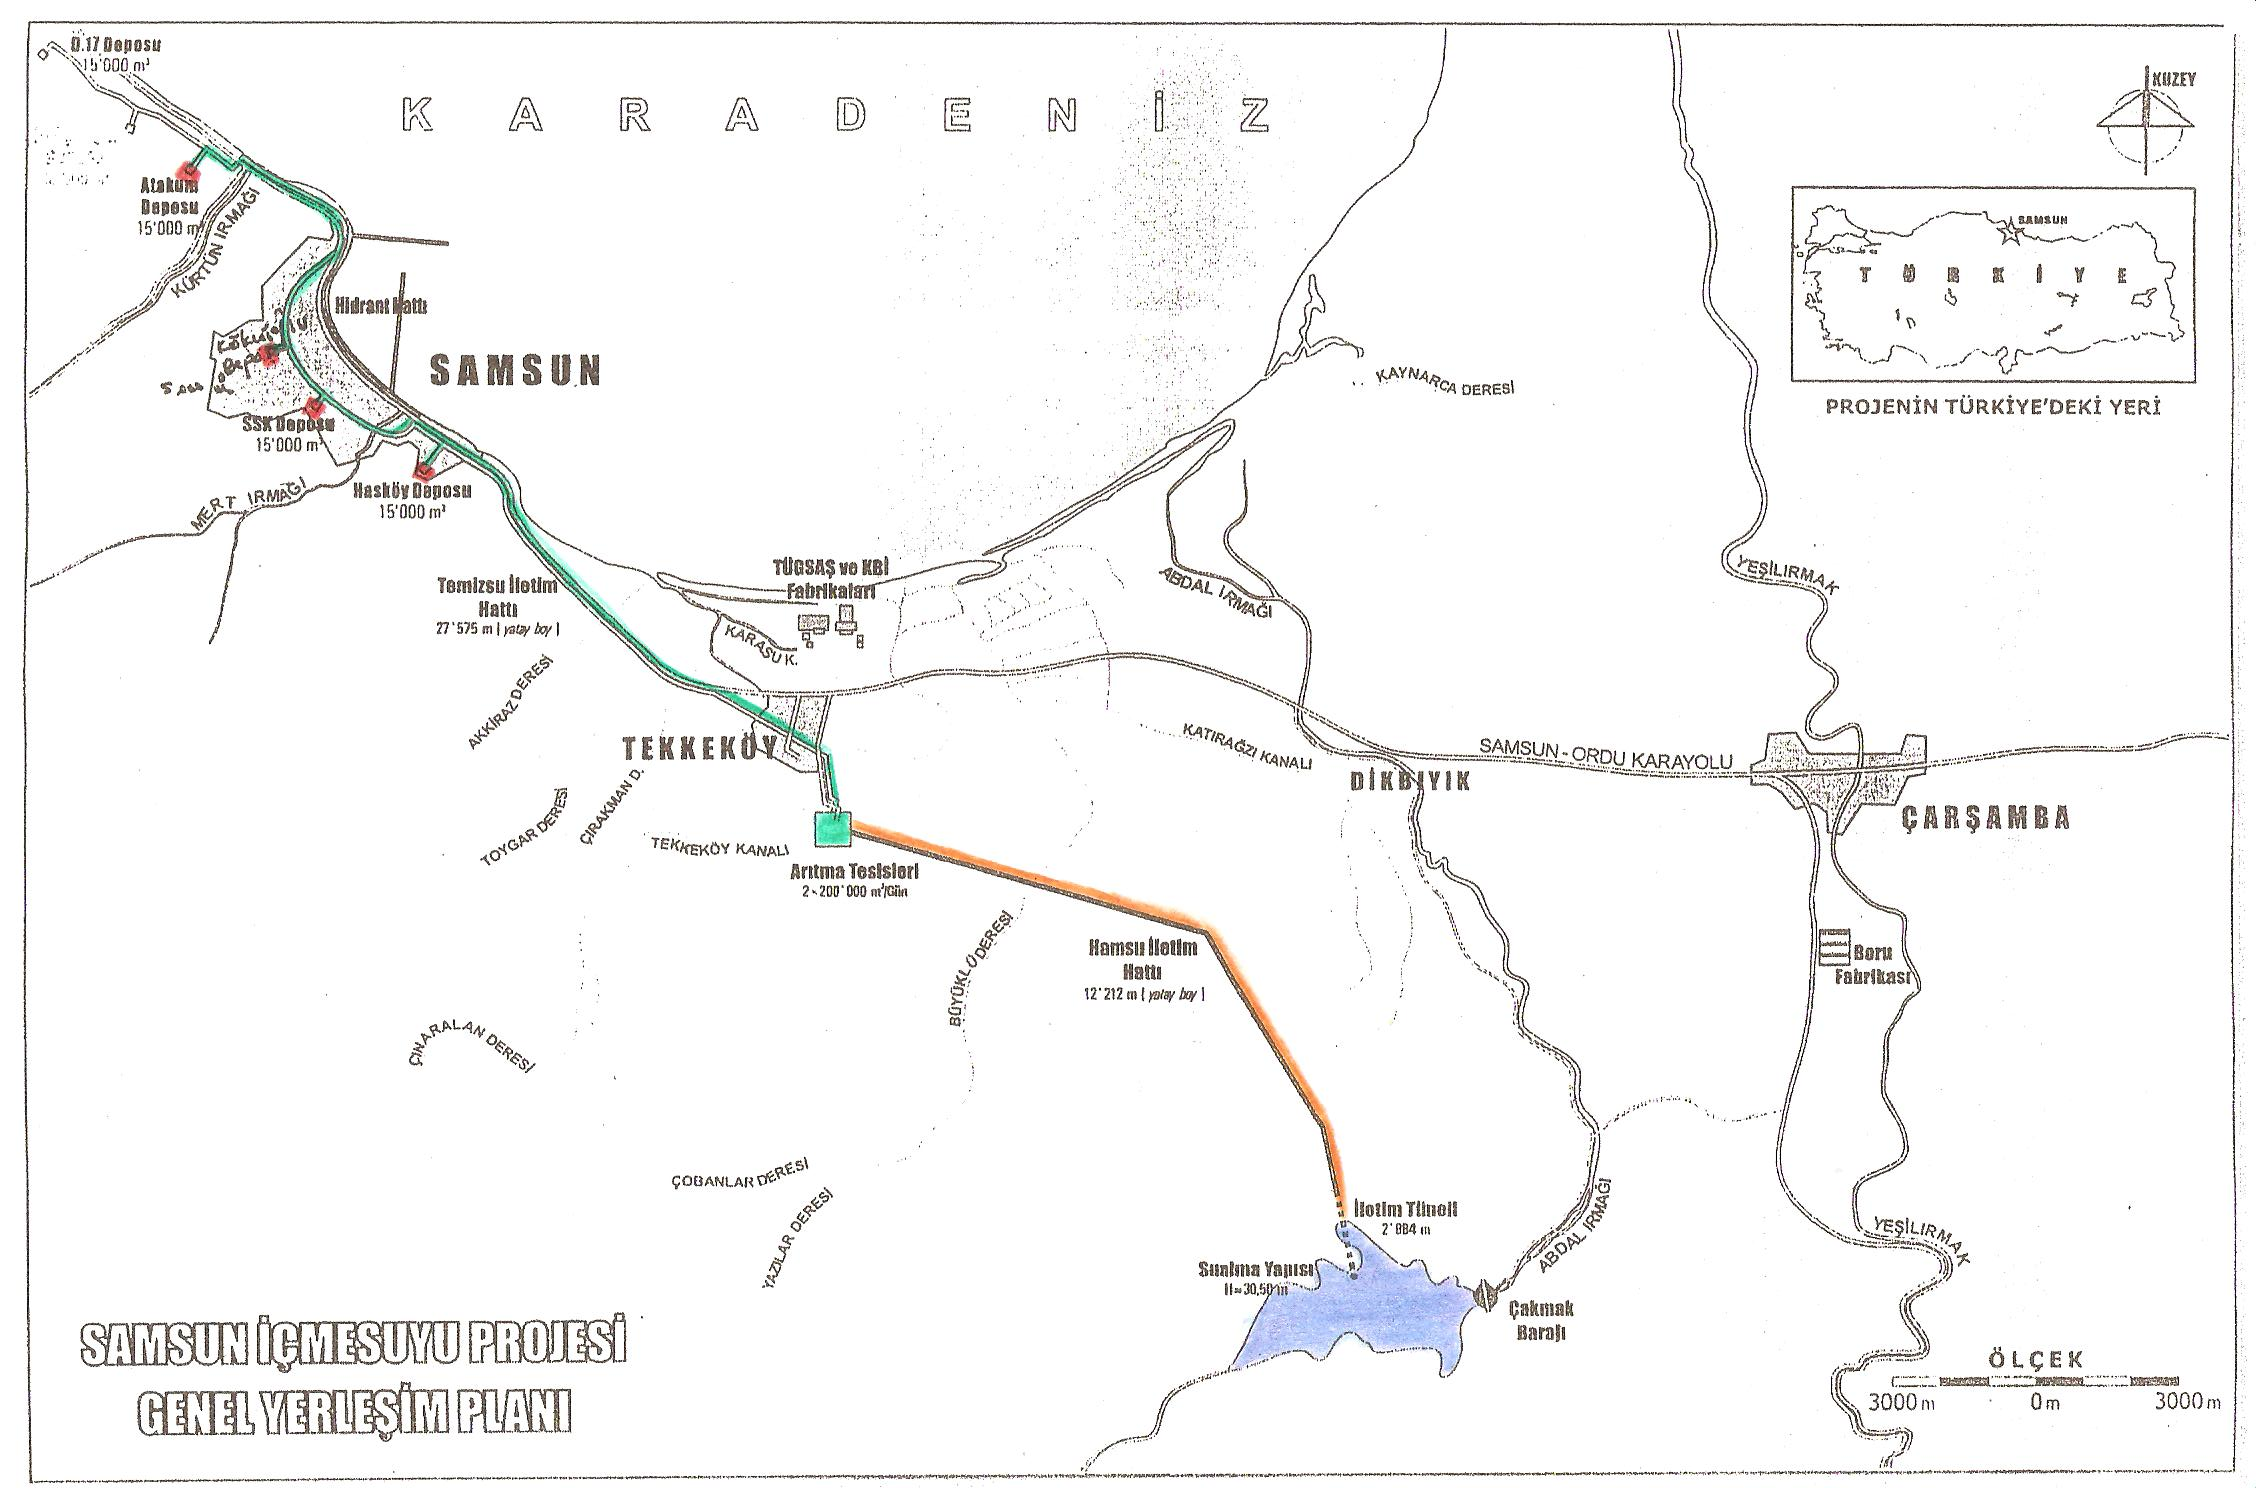 D.17 Deposu
15'000 m³
K A R A D E N İ Z
KUZEY
Atakum
Deposu
15'000 m³
KÜRTÜN IRMAĞI
SAMSUN
T Ü R K İ Y E
PROJENİN TÜRKİYE'DEKİ YERİ
Hidrant Hattı
SAMSUN
KAYNARCA DERESİ
SSK Deposu
15'000 m³
MERT IRMAĞI
Hasköy Deposu
15'000 m³
TÜGSAŞ ve KBİ
Fabrikaları
Temizsu İletim
Hattı
27'575 m ( yatay boy )
KARASU K.
ABDAL IRMAĞI
YEŞİLIRMAK
AKKİRAZ DERESİ
TEKKEKÖY
KATIRAĞZI KANALI
SAMSUN - ORDU KARAYOLU
DİKBIYIK
ÇARŞAMBA
TOYGAR DERESİ
ÇIRAKMAN D.
TEKKEKÖY KANALI
Arıtma Tesisleri
2×200'000 m³/Gün
BÜYÜKLÜ DERESİ
Hamsu İletim
Hattı
12'212 m ( yatay boy )
Boru
Fabrikası
ÇINARALAN DERESİ
ÇOBANLAR DERESİ
YAZILAR DERESİ
İletim Tüneli
ABDAL IRMAĞI
YEŞİLIRMAK
Sualma Yapısı
H=30,50 m
Çakmak
Barajı
SAMSUN İÇMESUYU PROJESİ
GENEL YERLEŞİM PLANI
ÖLÇEK
3000 m 0 m 3000 m